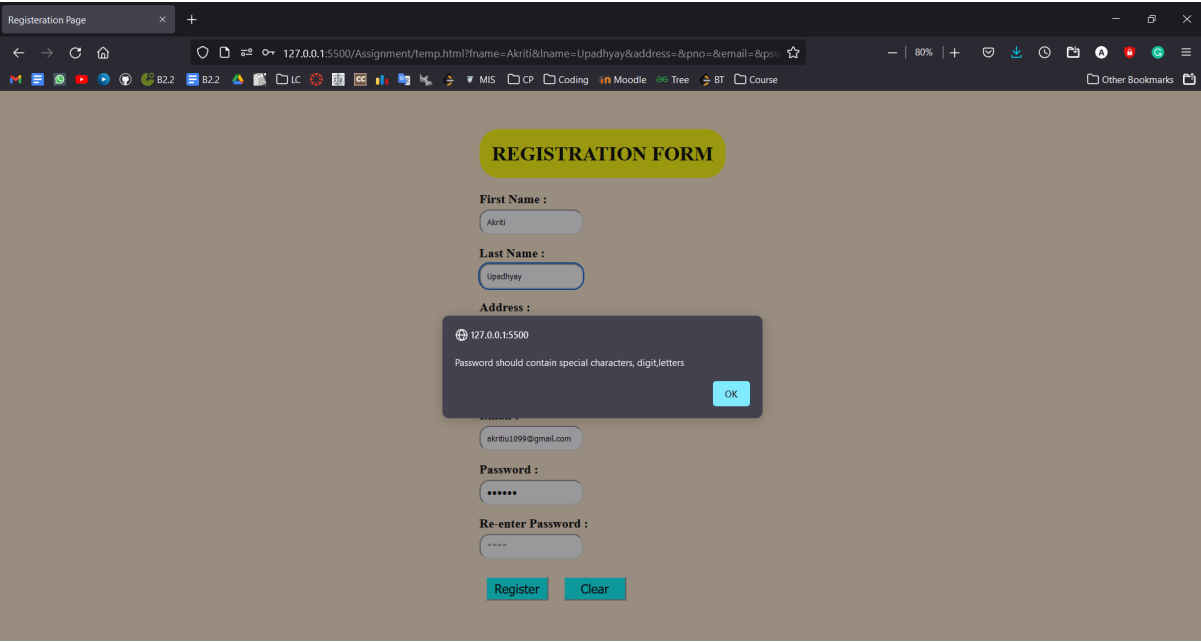 Registeration Page
127.0.0.1:5500/Assignment/temp.html?fname=Akriti&lname=Upadhyay&address=&pno=&email=&psw
80%
B2.2
B2.2
LC
CC
MIS
CP
Coding
Moodle
Tree
BT
Course
Other Bookmarks
REGISTRATION FORM
First Name :
Akriti
Last Name :
Upadhyay
Address :
127.0.0.1:5500
Password should contain special characters, digit,letters
OK
akritiu1099@gmail.com
Password :
••••••
Re-enter Password :
****
Register
Clear